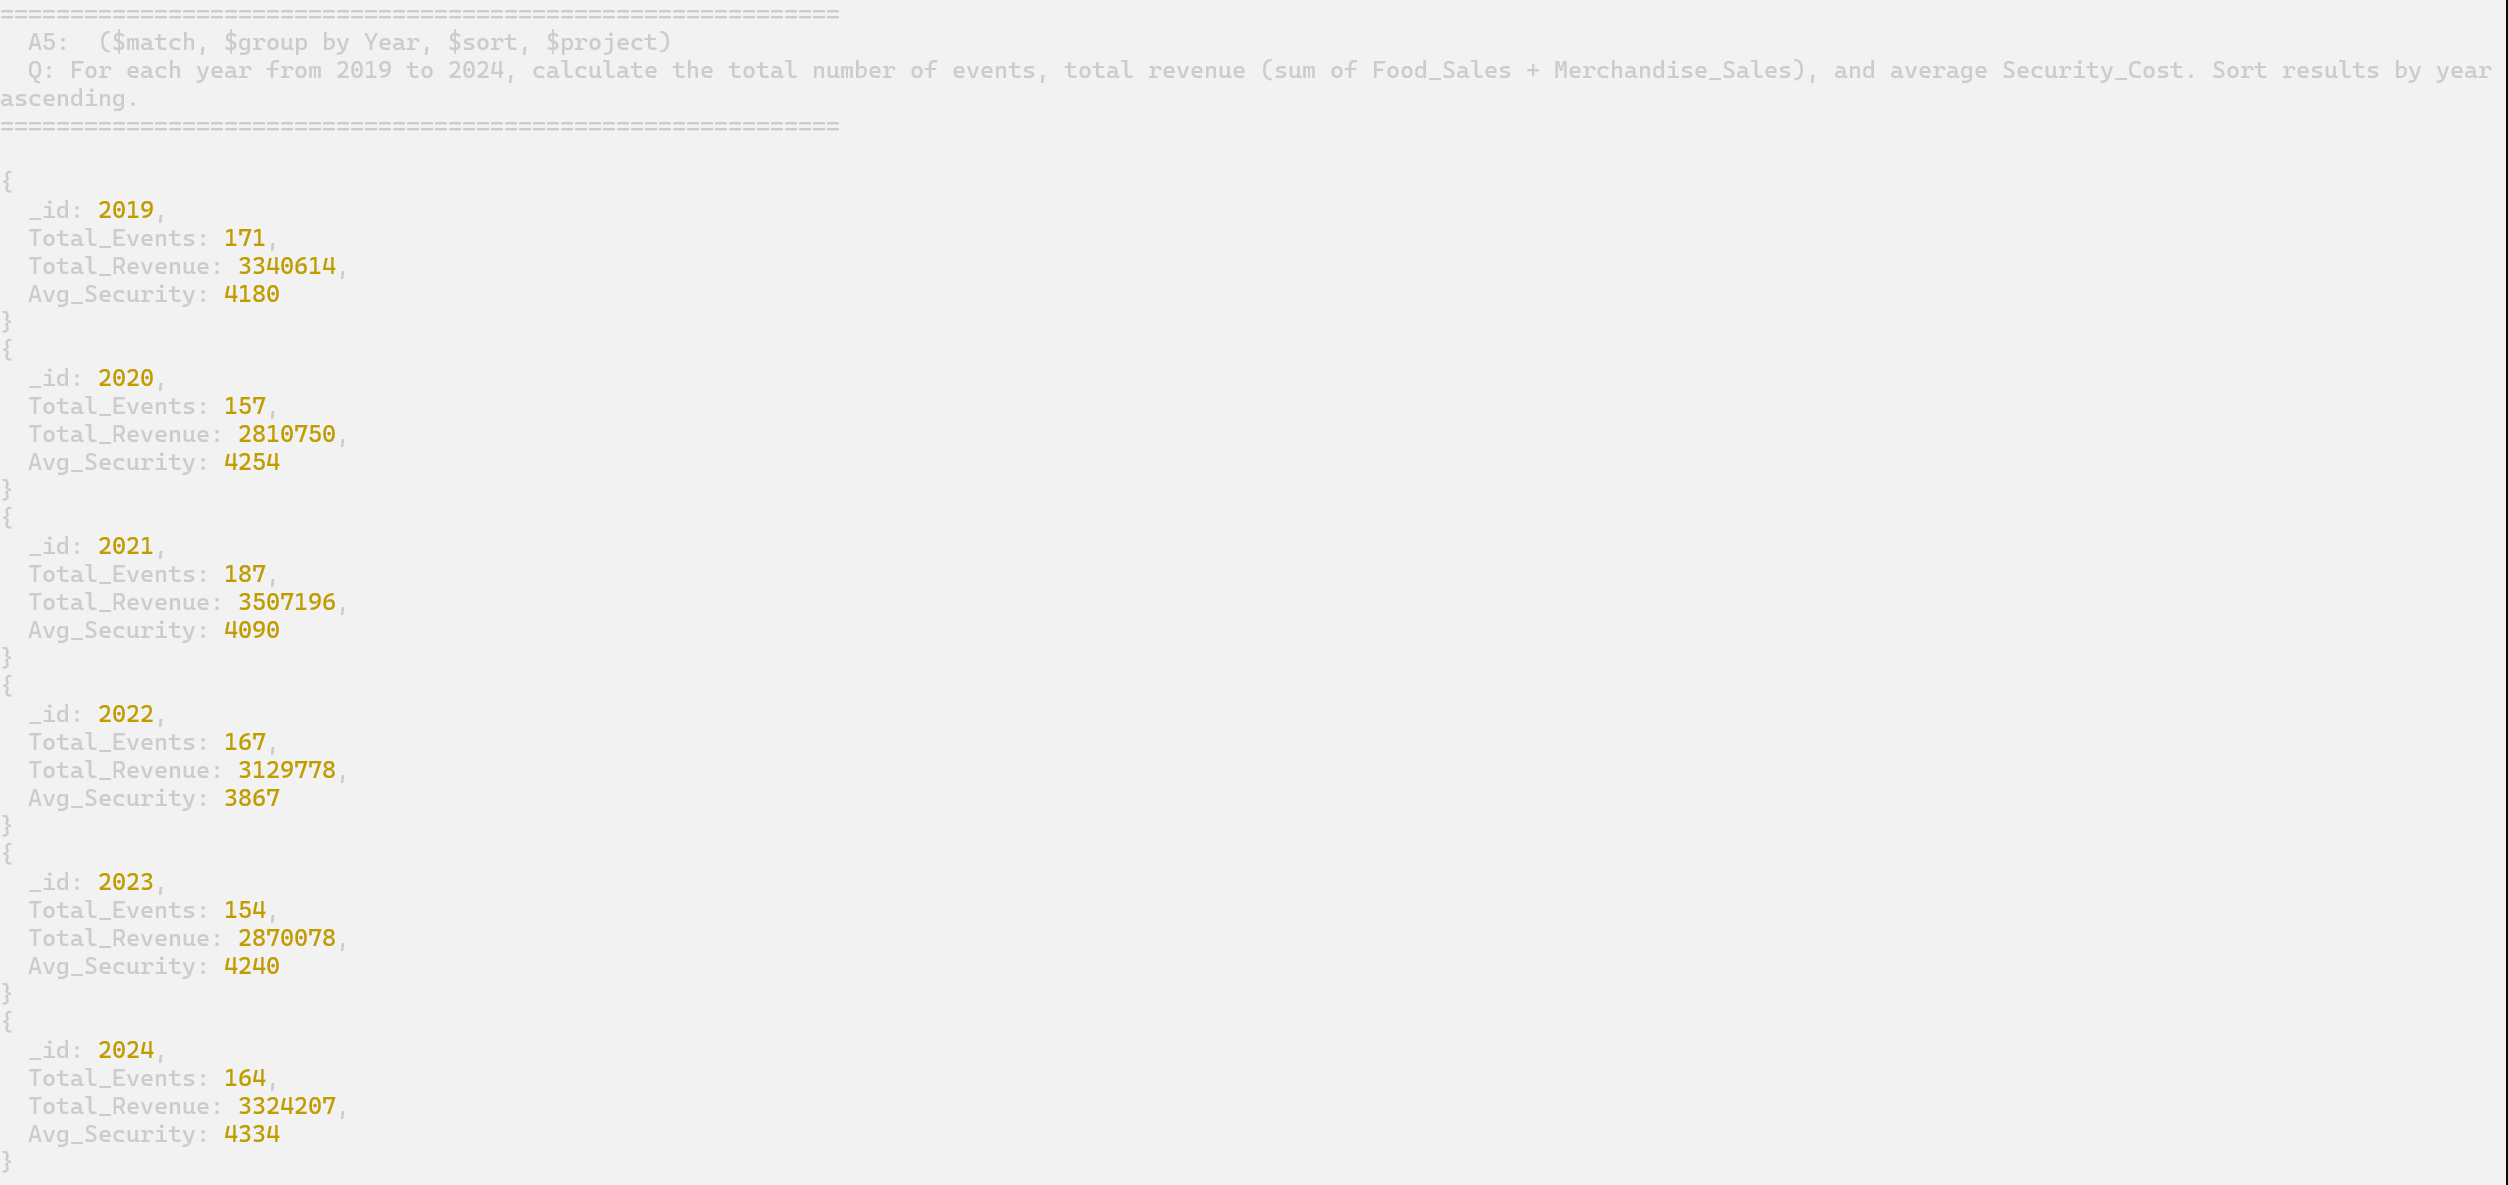 ============================================================
  A5:  ($match, $group by Year, $sort, $project)
  Q: For each year from 2019 to 2024, calculate the total number of events, total revenue (sum of Food_Sales + Merchandise_Sales), and average Security_Cost. Sort results by year
ascending.
============================================================

{
  _id: 2019,
  Total_Events: 171,
  Total_Revenue: 3340614,
  Avg_Security: 4180
}
{
  _id: 2020,
  Total_Events: 157,
  Total_Revenue: 2810750,
  Avg_Security: 4254
}
{
  _id: 2021,
  Total_Events: 187,
  Total_Revenue: 3507196,
  Avg_Security: 4090
}
{
  _id: 2022,
  Total_Events: 167,
  Total_Revenue: 3129778,
  Avg_Security: 3867
}
{
  _id: 2023,
  Total_Events: 154,
  Total_Revenue: 2870078,
  Avg_Security: 4240
}
{
  _id: 2024,
  Total_Events: 164,
  Total_Revenue: 3324207,
  Avg_Security: 4334
}